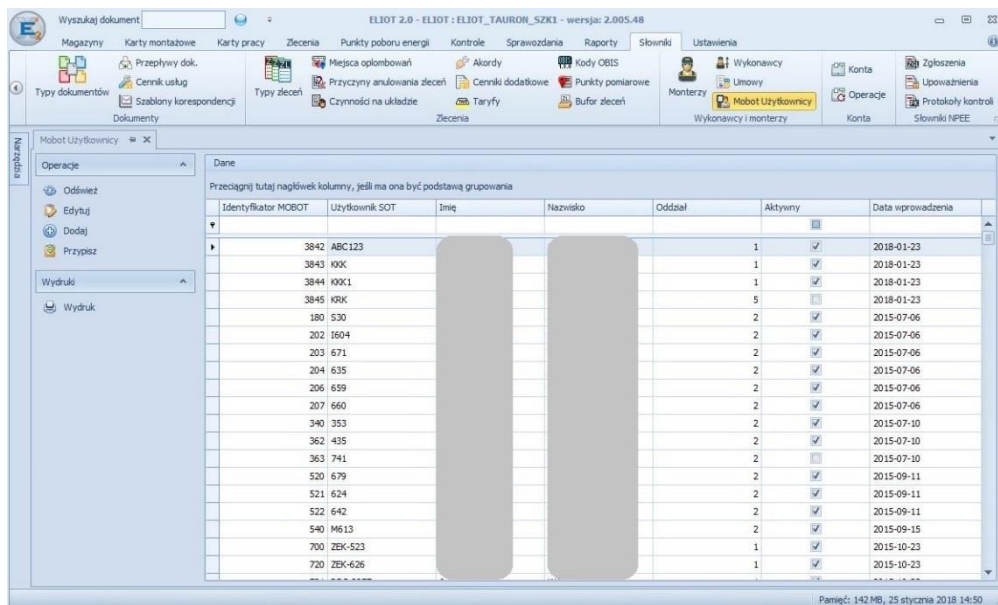 Wyszukaj dokument
ELIOT 2.0 - ELIOT : ELIOT_TAURON_SZK1 - wersja: 2.005.48
E2
Magazyny Karty montażowe Karty pracy Zlecenia Punkty poboru energii Kontrole Sprawozdania Raporty Słowniki Ustawienia
Typy dokumentów
Przepływy dok.
Cennik usług
Szablony korespondencji
Dokumenty
Typy zleceń
Miejsca oplombowań
Przyczyny anulowania zleceń
Czynności na układzie
Akordy
Cenniki dodatkowe
Taryfy
Kody OBIS
Punkty pomiarowe
Bufor zleceń
Zlecenia
Monterzy
Wykonawcy
Umowy
Mobot Użytkownicy
Wykonawcy i monterzy
Konta
Operacje
Konta
Zgłoszenia
Upoważnienia
Protokoły kontroli
Słowniki NPEE
Narzędzia
Mobot Użytkownicy
Operacje
Odśwież
Edytuj
Dodaj
Przypisz
Wydruki
Wydruk
Dane
Przeciągnij tutaj nagłówek kolumny, jeśli ma ona być podstawą grupowania
Identyfikator MOBOT Użytkownik SOT Imię Nazwisko Oddział Aktywny Data wprowadzenia
3842 ABC123 1 2018-01-23
3843 KKK 1 2018-01-23
3844 KKK1 1 2018-01-23
3845 KRK 5 2018-01-23
180 S30 2 2015-07-06
202 I604 2 2015-07-06
203 671 2 2015-07-06
204 635 2 2015-07-06
206 659 2 2015-07-06
207 660 2 2015-07-06
340 353 2 2015-07-10
362 435 2 2015-07-10
363 741 2 2015-07-10
520 679 2 2015-09-11
521 624 2 2015-09-11
522 642 2 2015-09-11
540 M613 2 2015-09-15
700 ZEK-523 1 2015-10-23
720 ZEK-626 1 2015-10-23
Pamięć: 142 MB, 25 stycznia 2018 14:50